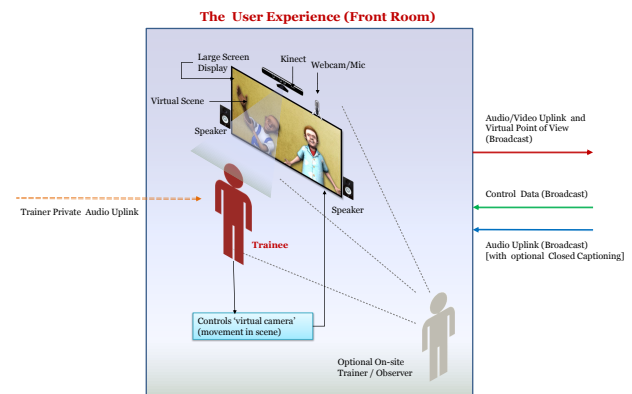 The User Experience (Front Room)
Large Screen
Display
Kinect
Webcam/Mic
Virtual Scene
Speaker
Audio/Video Uplink and
Virtual Point of View
(Broadcast)
Control Data (Broadcast)
Trainer Private Audio Uplink
Speaker
Trainee
Audio Uplink (Broadcast)
[with optional Closed Captioning]
Controls 'virtual camera'
(movement in scene)
Optional On-site
Trainer / Observer